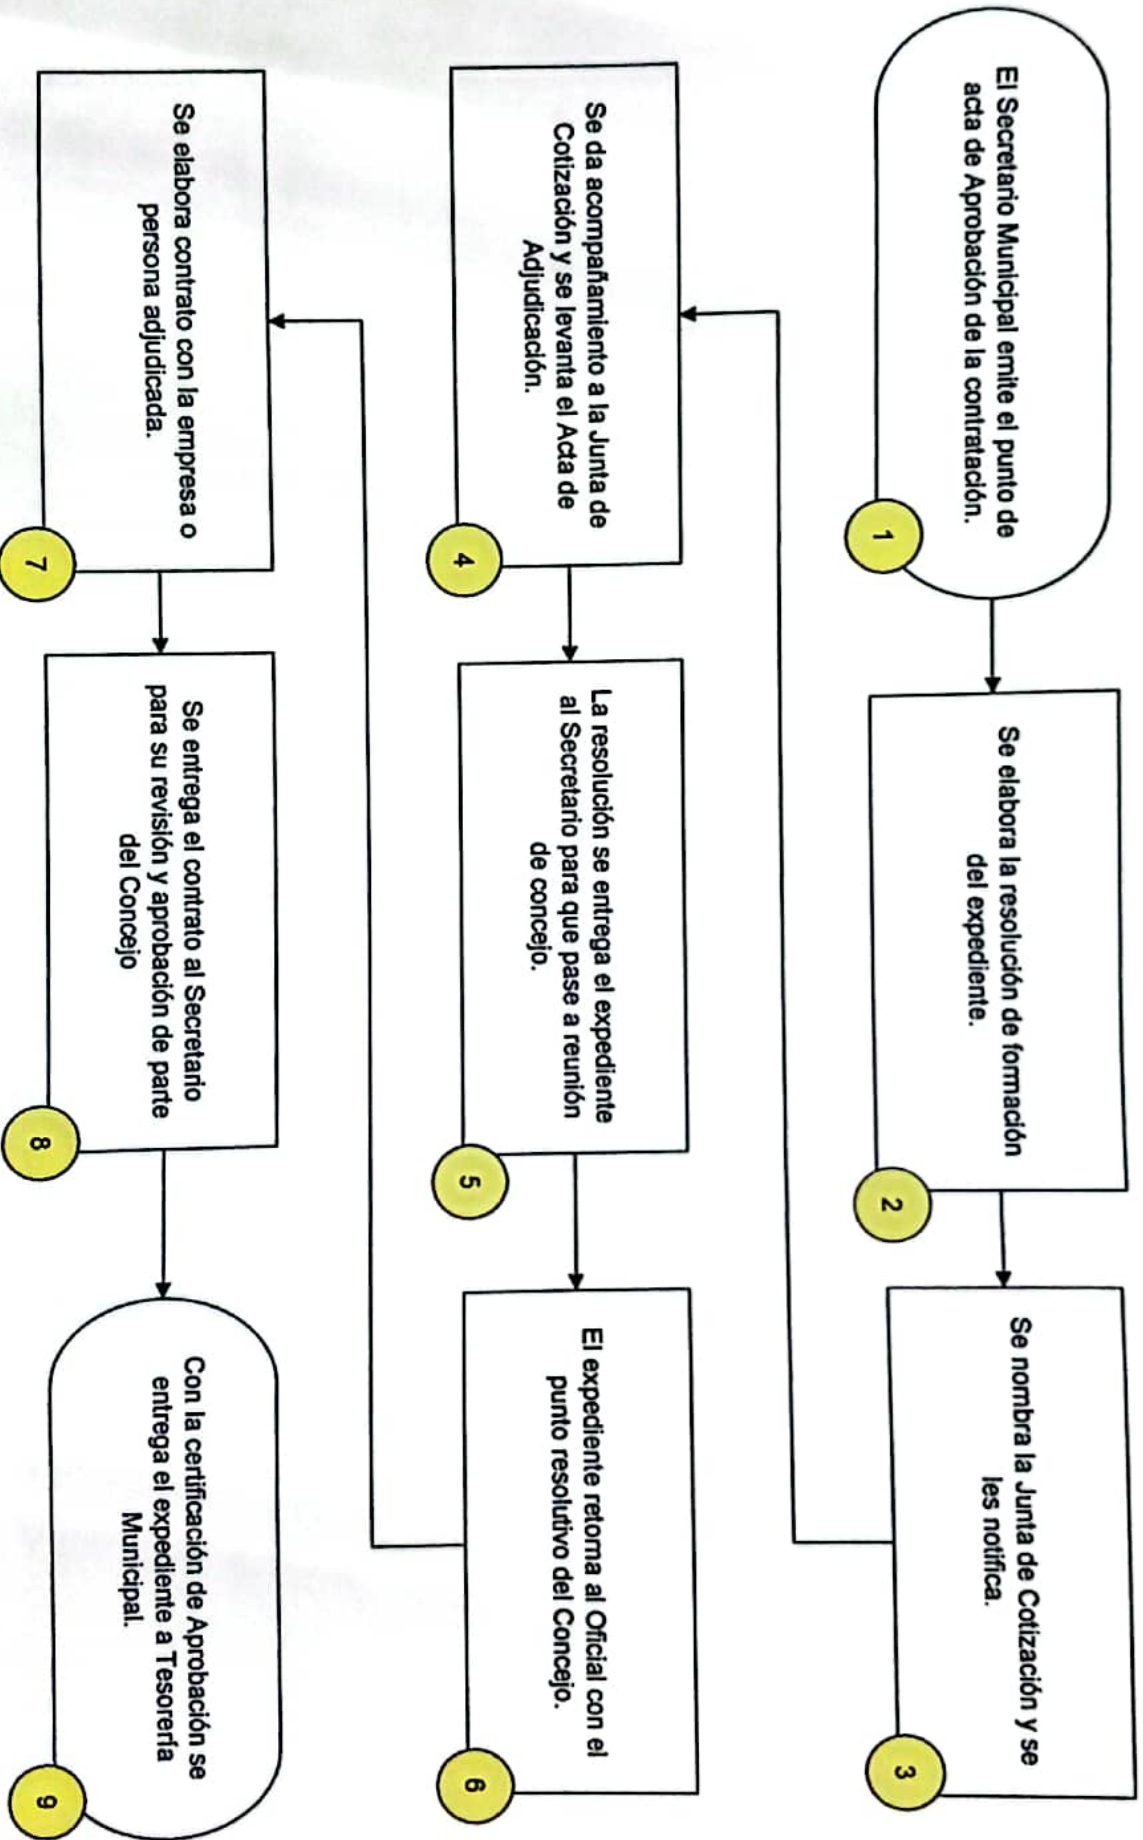 El Secretario Municipal emite el punto de
acta de Aprobación de la contratación.
1
Se elabora la resolución de formación
del expediente.
2
Se nombra la Junta de Cotización y se
les notifica.
3
Se da acompañamiento a la Junta de
Cotización y se levanta el Acta de
Adjudicación.
4
La resolución se entrega el expediente
al Secretario para que pase a reunión
de concejo.
5
El expediente retorna al Oficial con el
punto resolutivo del Concejo.
6
Se elabora contrato con la empresa o
persona adjudicada.
7
Se entrega el contrato al Secretario
para su revisión y aprobación de parte
del Concejo
8
Con la certificación de Aprobación se
entrega el expediente a Tesorería
Municipal.
9